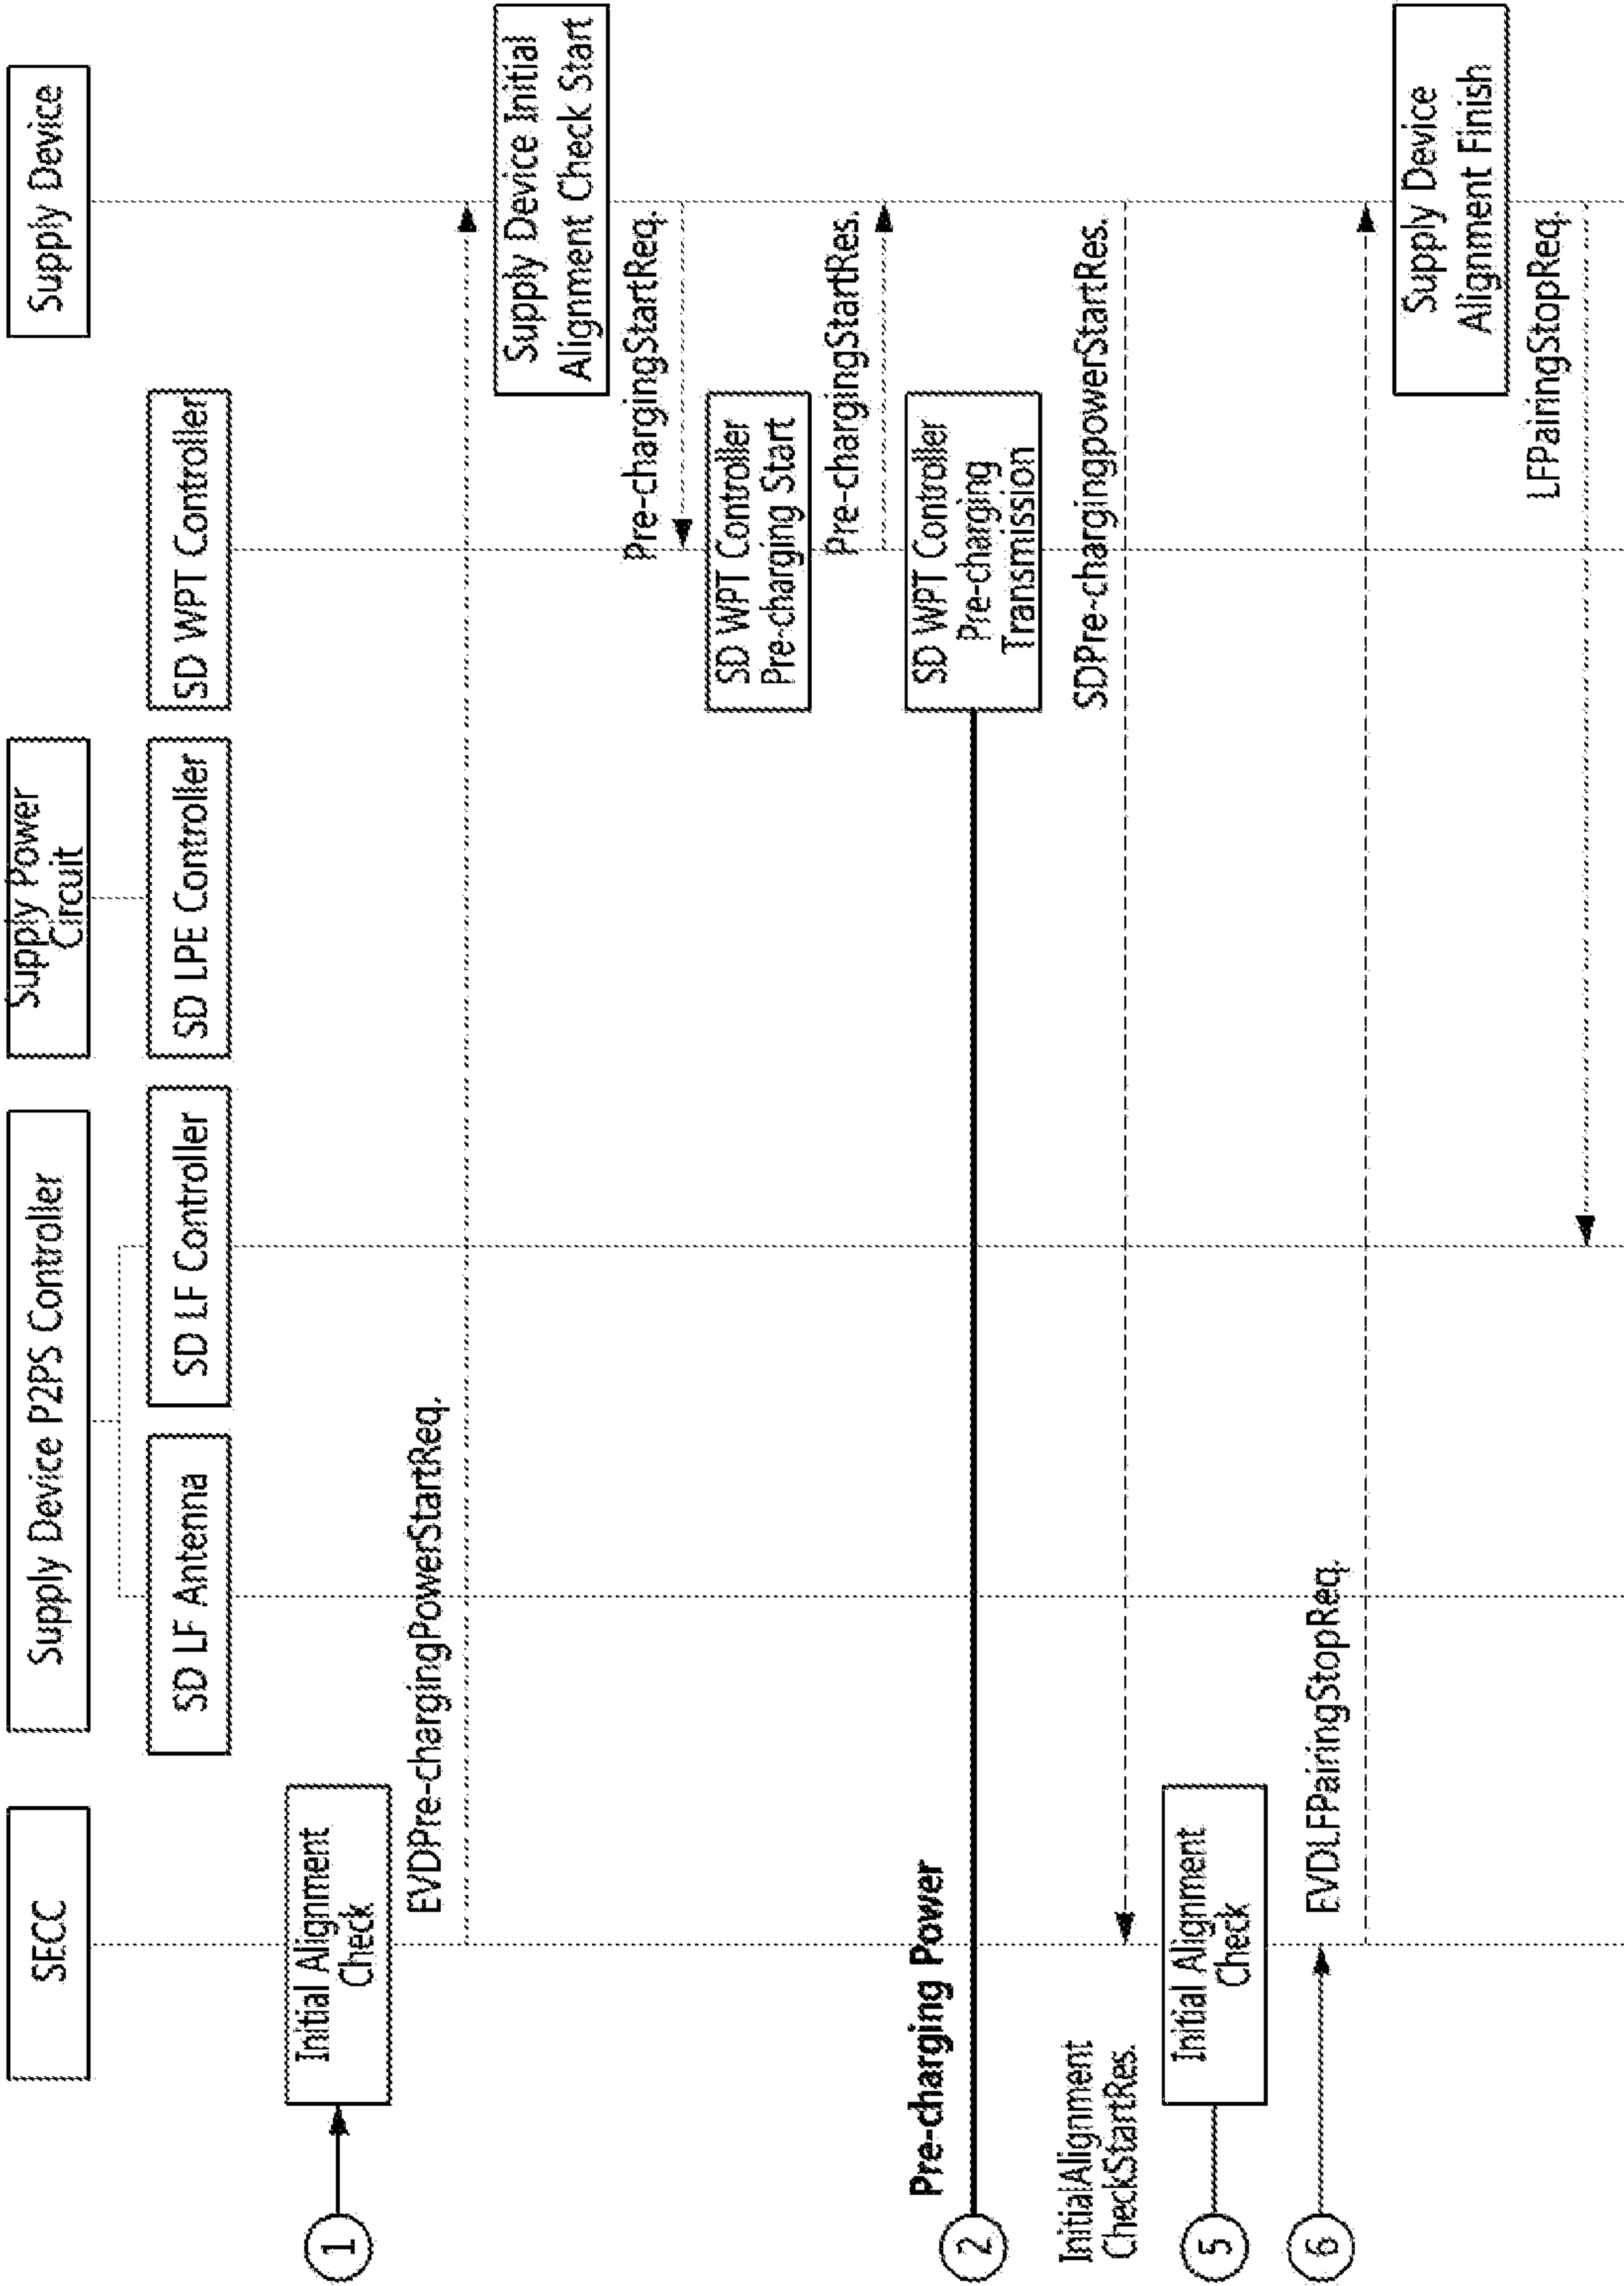 SECC
Supply Device P2PS Controller
Supply Power
Circuit
Supply Device
SD LF Antenna
SD LF Controller
SD LPE Controller
SD WPT Controller
1
Initial Alignment
Check
EVDPre-chargingPowerStartReq.
Supply Device Initial
Alignment Check Start
Pre-chargingStartReq.
SD WPT Controller
Pre-charging Start
Pre-chargingStartRes.
2
Pre-charging Power
SD WPT Controller
Pre-charging
Transmission
SDPre-chargingpowerStartRes.
InitialAlignment
CheckStartRes.
5
Initial Alignment
Check
6
EVDLFPairingStopReq.
Supply Device
Alignment Finish
LFPairingStopReq.